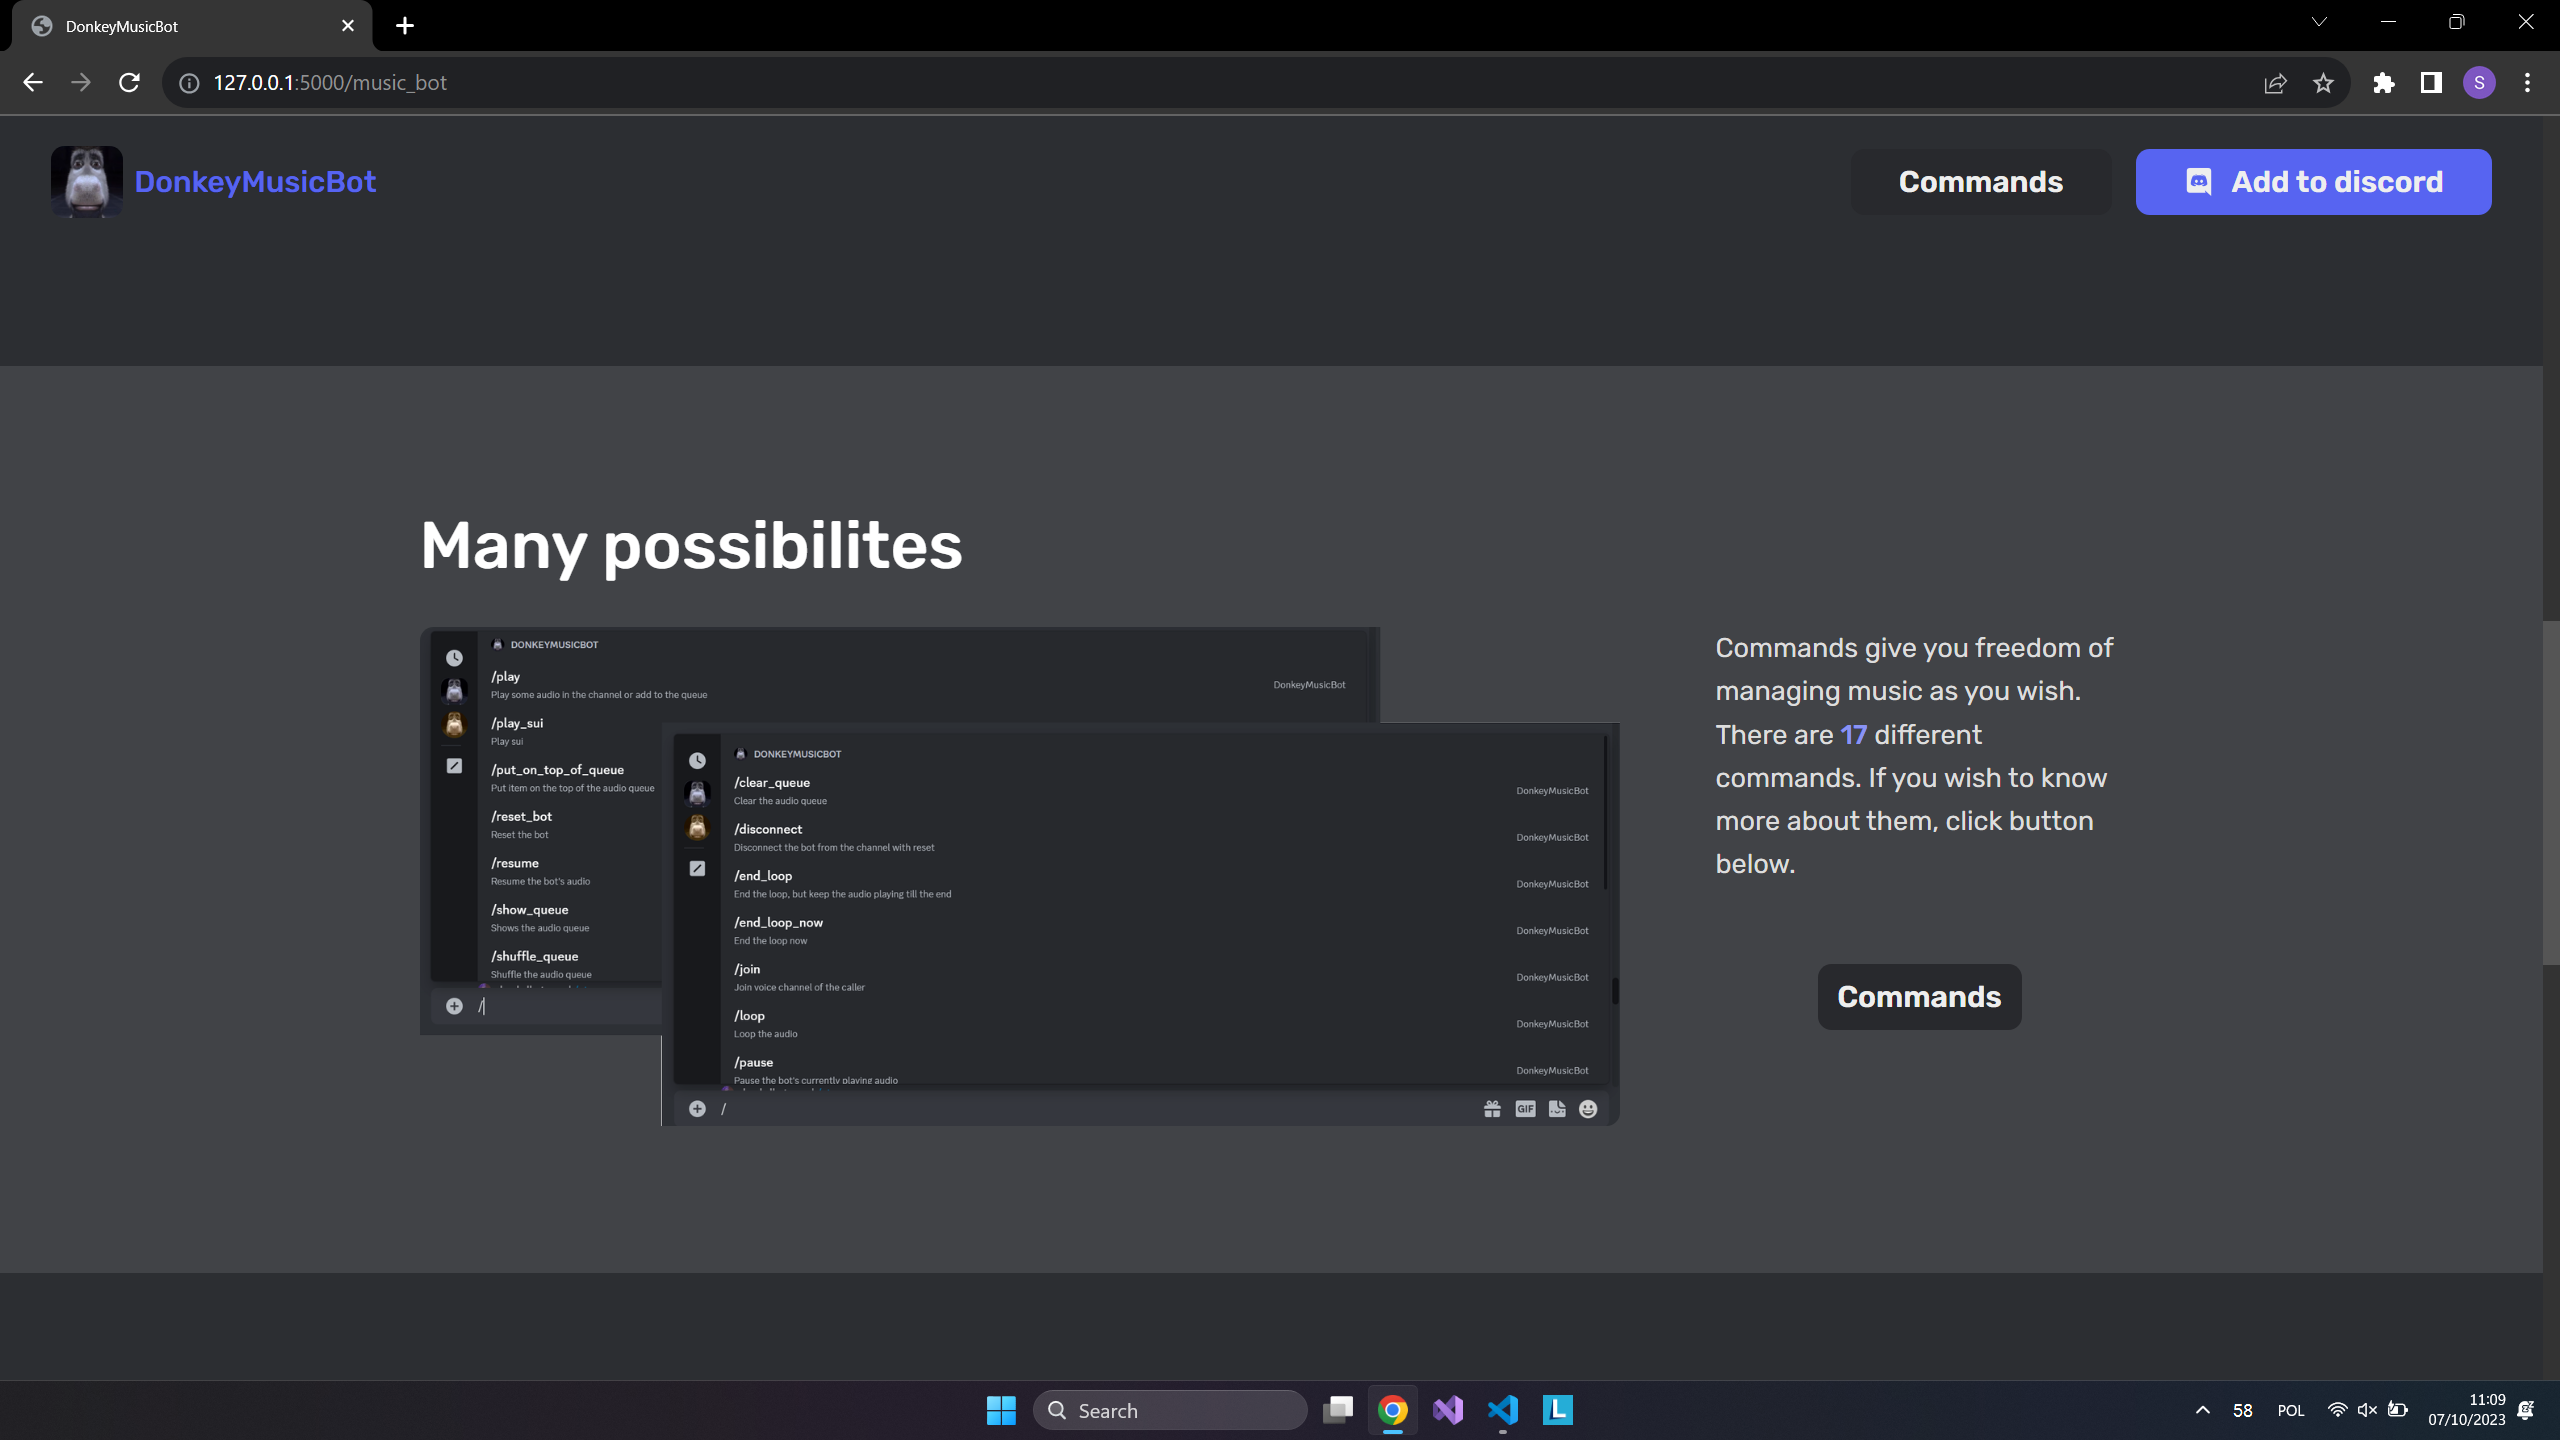 DonkeyMusicBot
127.0.0.1:5000/music_bot
S
DonkeyMusicBot
Commands
Add to discord
Many possibilites
DONKEYMUSICBOT
/play
Play some audio in the channel or add to the queue
DonkeyMusicBot
/play_sui
Play sui
/put_on_top_of_queue
Put item on the top of the audio queue
/reset_bot
Reset the bot
/resume
Resume the bot's audio
/show_queue
Shows the audio queue
/shuffle_queue
Shuffle the audio queue
/
DONKEYMUSICBOT
/clear_queue
Clear the audio queue
DonkeyMusicBot
/disconnect
Disconnect the bot from the channel with reset
DonkeyMusicBot
/end_loop
End the loop, but keep the audio playing till the end
DonkeyMusicBot
/end_loop_now
End the loop now
DonkeyMusicBot
/join
Join voice channel of the caller
DonkeyMusicBot
/loop
Loop the audio
DonkeyMusicBot
/pause
Pause the bot's currently playing audio
DonkeyMusicBot
/
GIF
Commands give you freedom of
managing music as you wish.
There are 17 different
commands. If you wish to know
more about them, click button
below.
Commands
Search
L
58
POL
11:09
07/10/2023